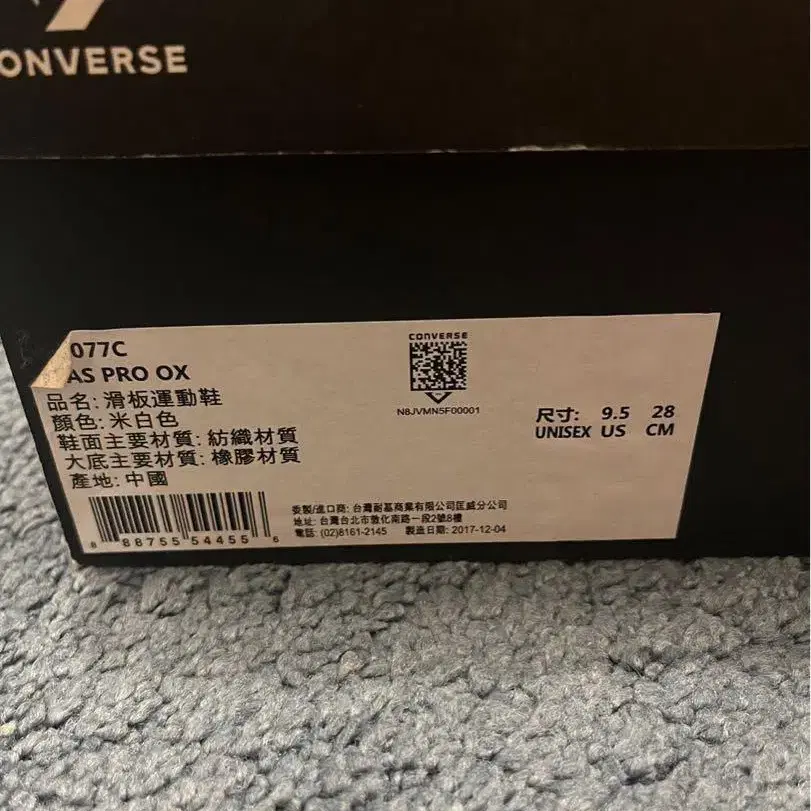 CONVERSE
077C
AS PRO OX
品名: 滑板運動鞋
顏色: 米白色
鞋面主要材質: 紡織材質
大底主要材質: 橡膠材質
產地: 中國
8 88755 54455 6
CONVERSE
N8JVMN5F00001
尺寸: 9.5 28
UNISEX US CM
委製/進口商: 台灣耐基商業有限公司匡威分公司
地址: 台灣台北市敦化南路一段2號8樓
電話: (02)8161-2145 製造日期: 2017-12-04